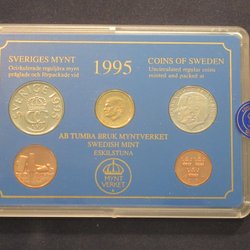 SVERIGES MYNT
Ocirkulerade reguljära mynt
präglade och förpackade vid
1995
COINS OF SWEDEN
Uncirculated regular coins
minted and packed at
SVERIGE 1995
AB TUMBA BRUK MYNTVERKET
SWEDISH MINT
ESKILSTUNA
MYNT
VERKET